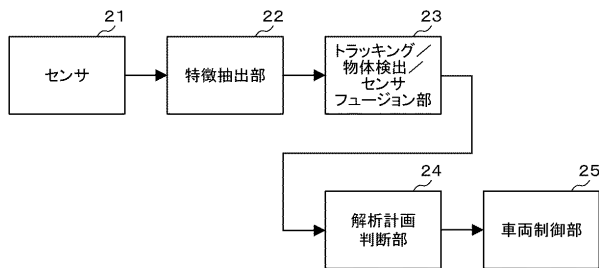 21
センサ
22
特徴抽出部
23
トラッキング／
物体検出／
センサ
フュージョン部
24
解析計画
判断部
25
車両制御部